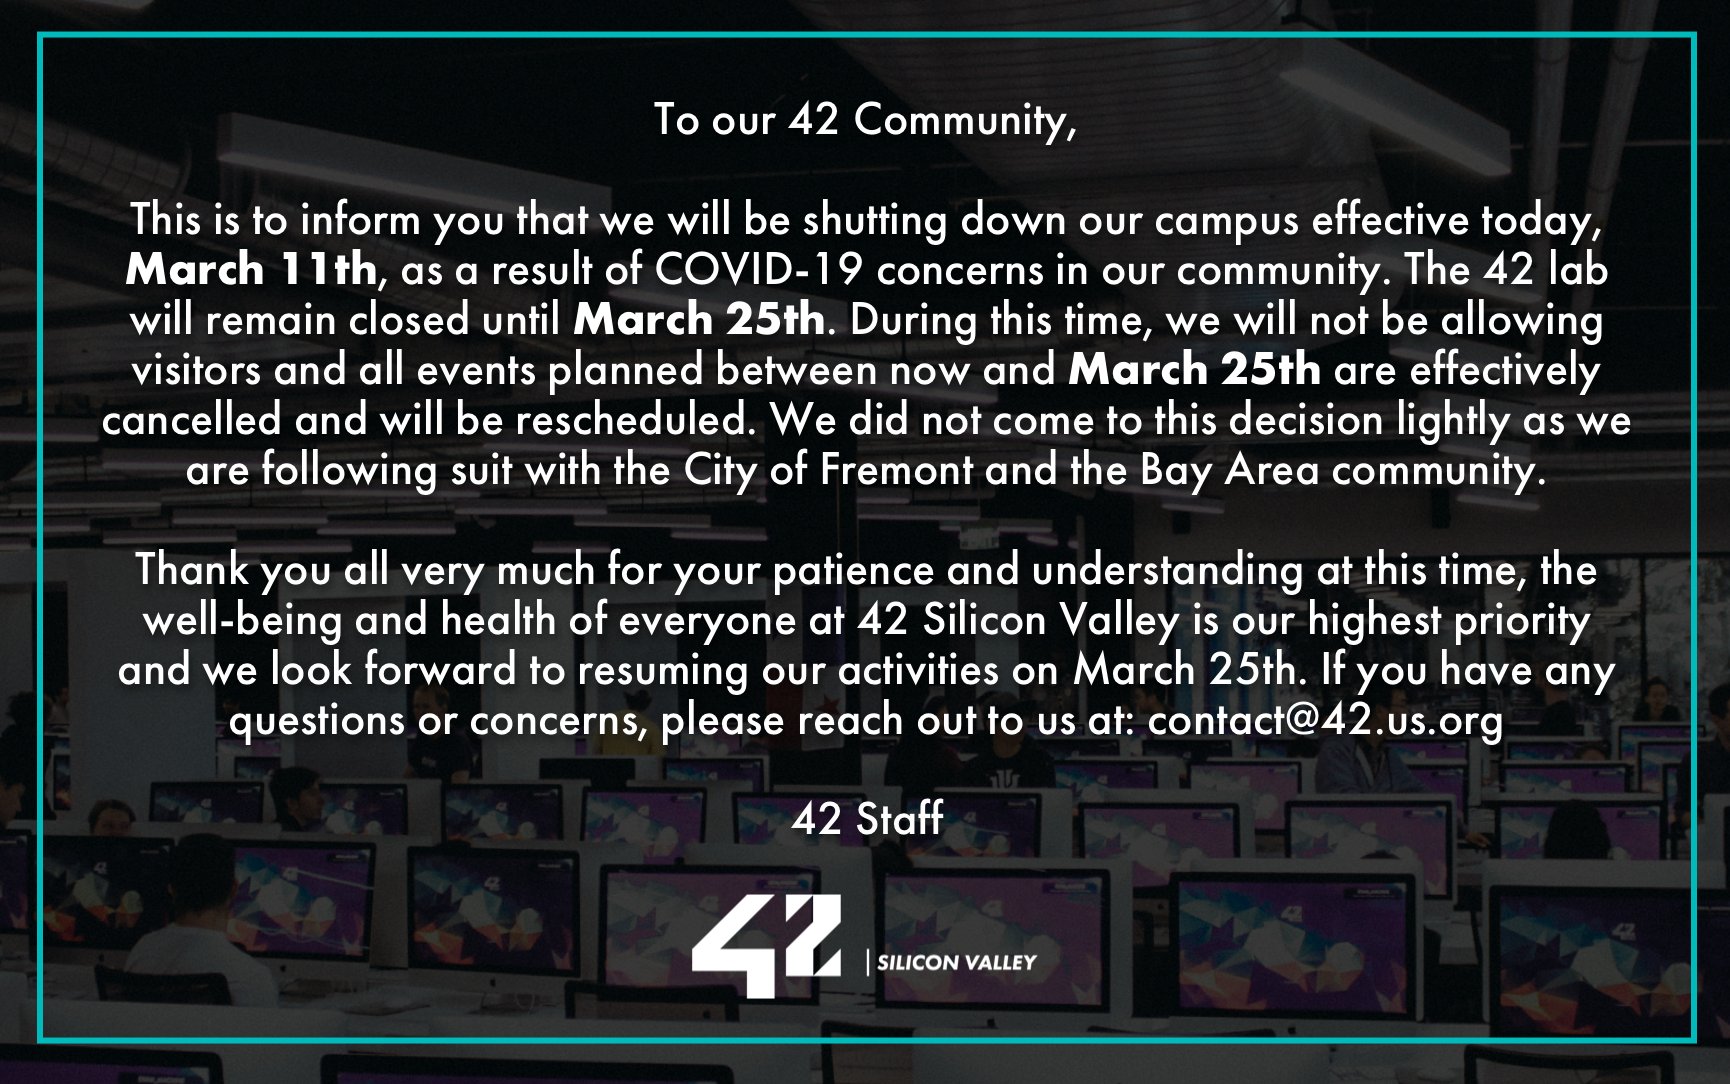 To our 42 Community,
This is to inform you that we will be shutting down our campus effective today,
March 11th, as a result of COVID-19 concerns in our community. The 42 lab
will remain closed until March 25th. During this time, we will not be allowing
visitors and all events planned between now and March 25th are effectively
cancelled and will be rescheduled. We did not come to this decision lightly as we
are following suit with the City of Fremont and the Bay Area community.
Thank you all very much for your patience and understanding at this time, the
well-being and health of everyone at 42 Silicon Valley is our highest priority
and we look forward to resuming our activities on March 25th. If you have any
questions or concerns, please reach out to us at: contact@42.us.org
42 Staff
42 | SILICON VALLEY